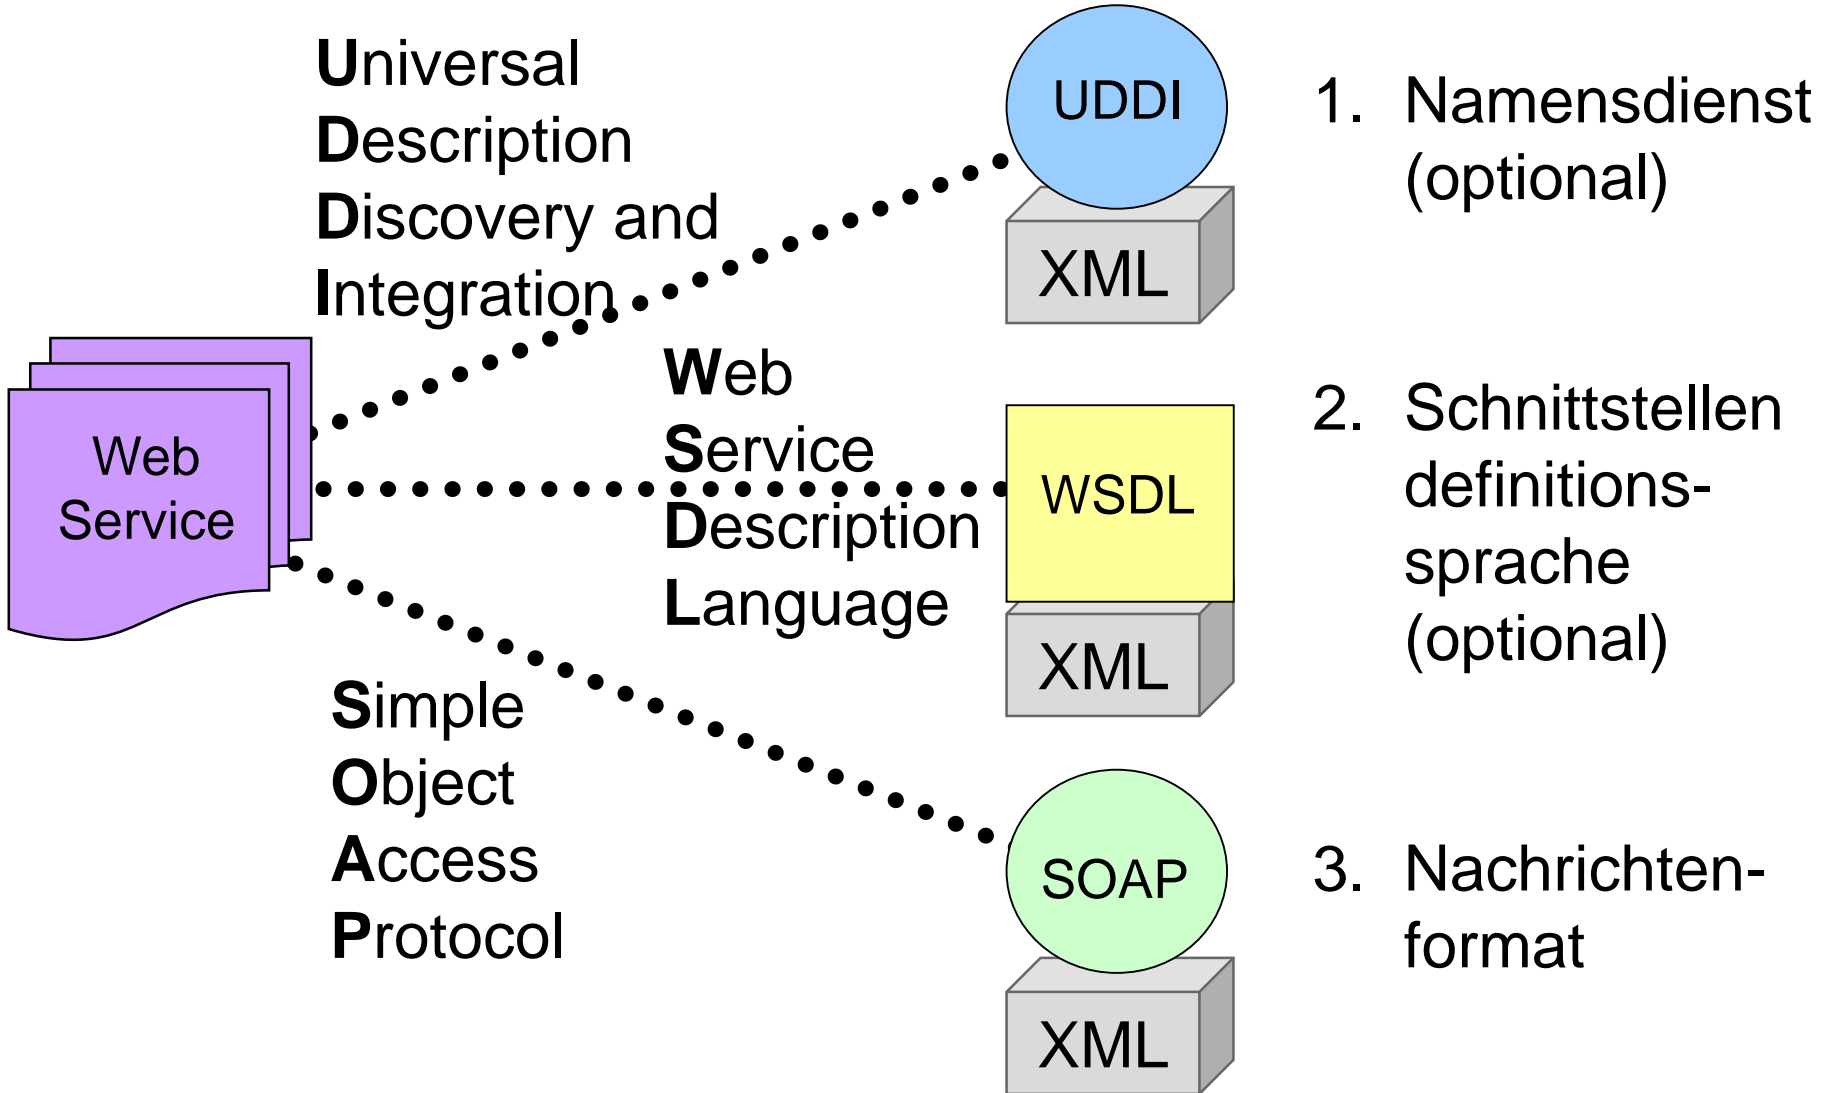 Universal
Description
Discovery and
Integration
UDDI
XML
1. Namensdienst
(optional)
Web
Service
Web
Service
Description
Language
WSDL
XML
2. Schnittstellen
definitions-
sprache
(optional)
Simple
Object
Access
Protocol
SOAP
XML
3. Nachrichten-
format